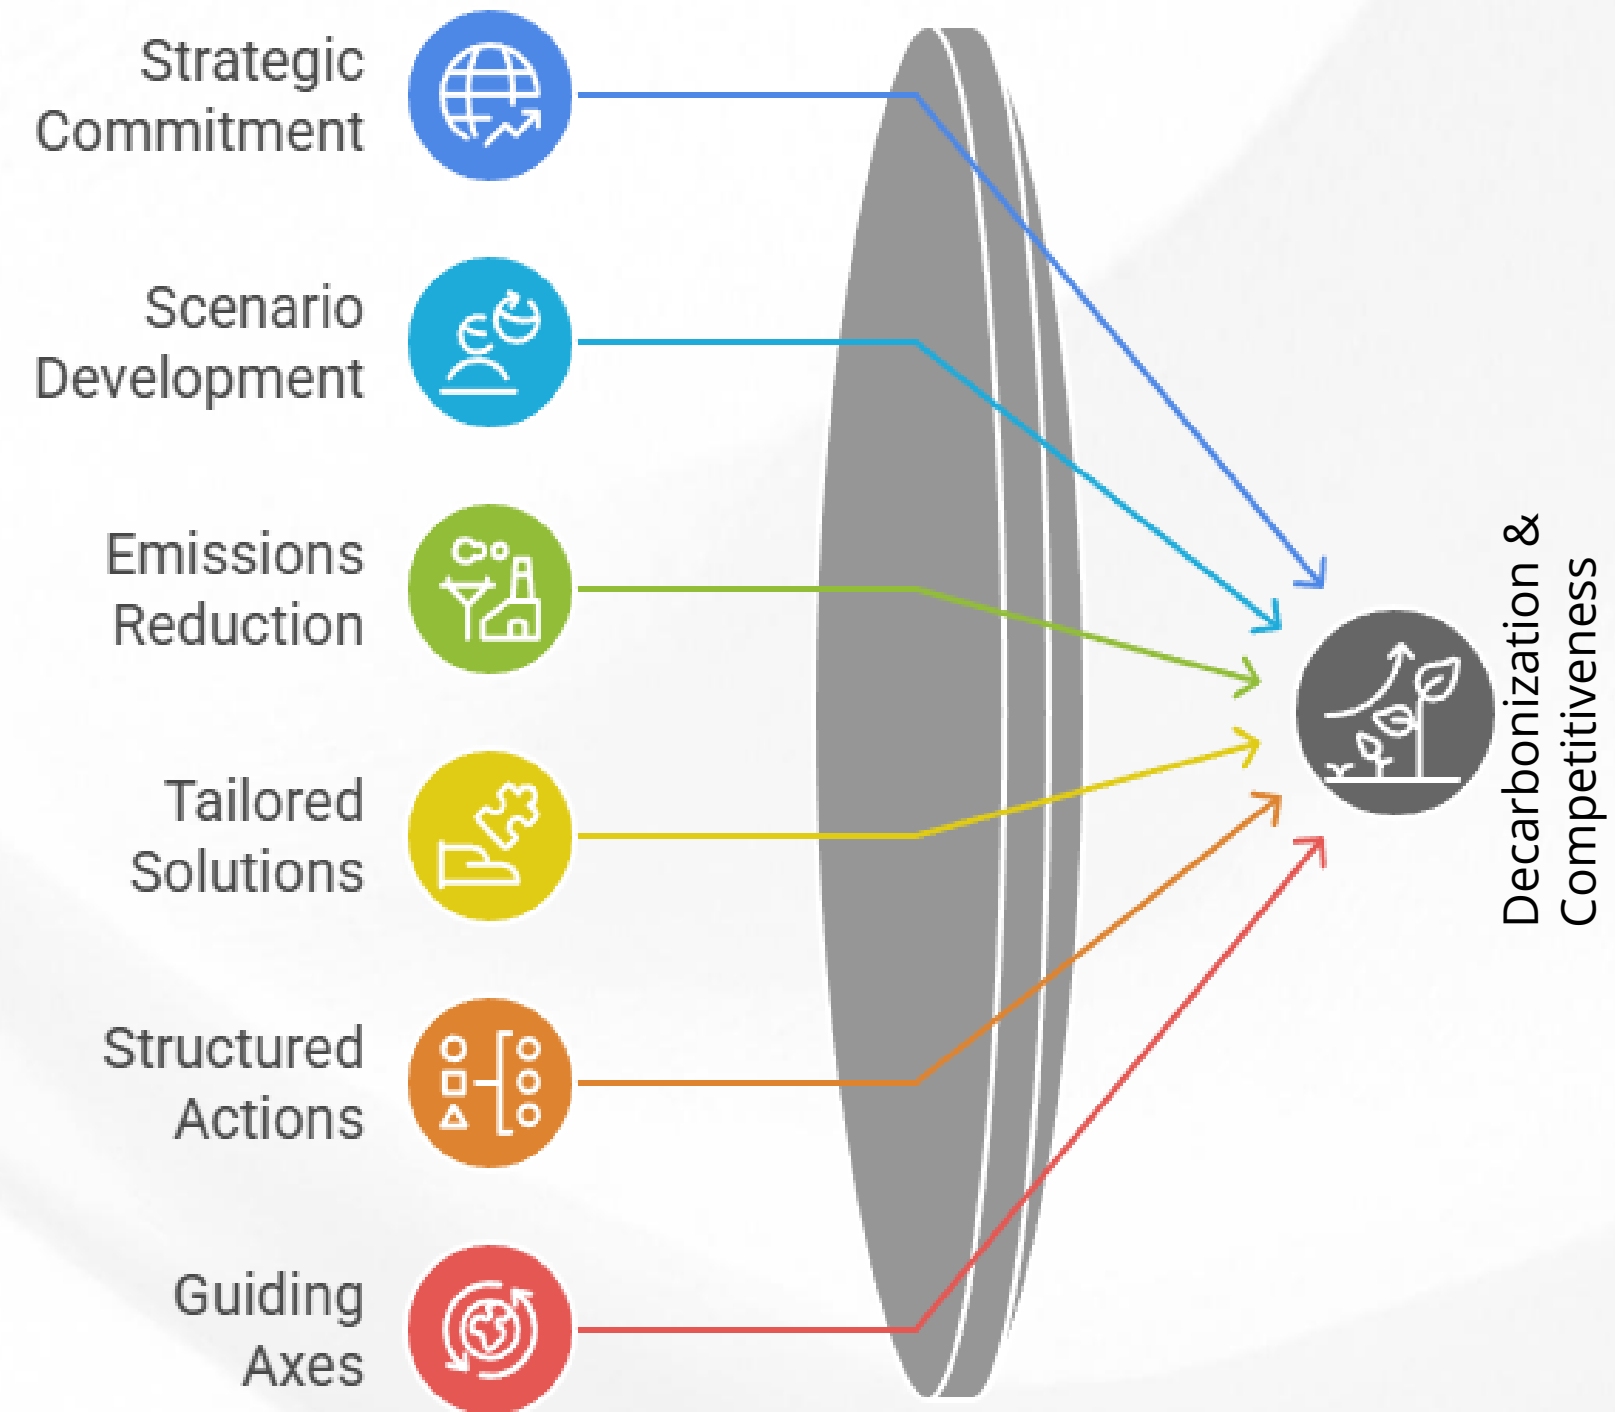 Strategic
Commitment
Scenario
Development
Emissions
Reduction
Tailored
Solutions
Structured
Actions
Guiding
Axes
Decarbonization &
Competitiveness